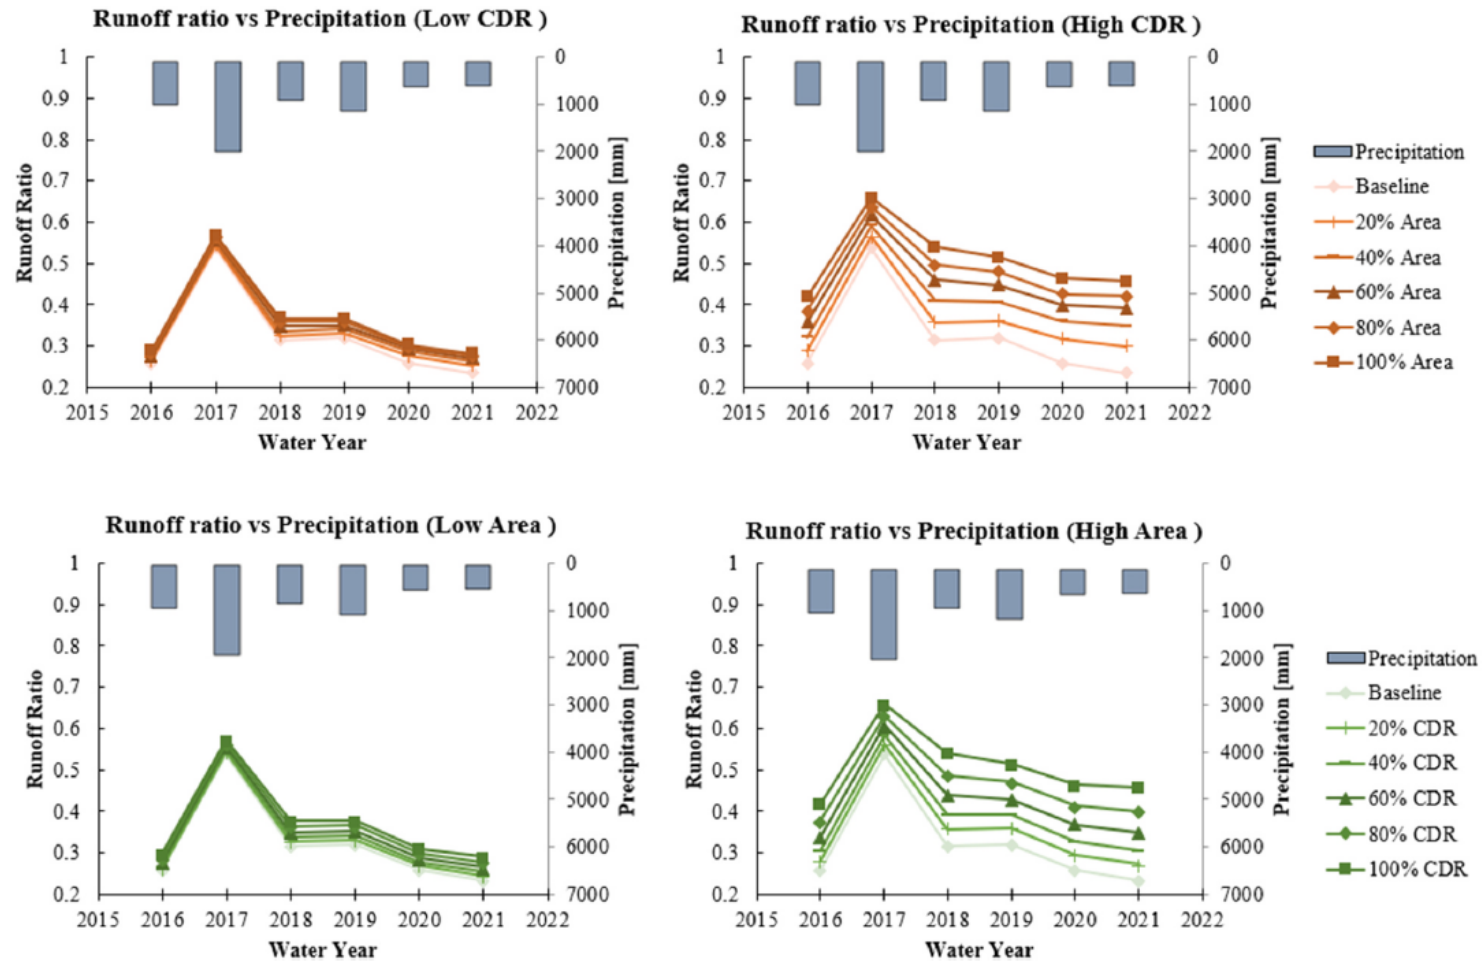 Runoff ratio vs Precipitation (Low CDR )
1
0.9
0.8
0.7
0.6
0.5
0.4
0.3
0.2
Runoff Ratio
0
1000
2000
3000
4000
5000
6000
7000
Precipitation [mm]
2015 2016 2017 2018 2019 2020 2021 2022
Water Year
Runoff ratio vs Precipitation (High CDR )
1
0.9
0.8
0.7
0.6
0.5
0.4
0.3
0.2
Runoff Ratio
0
1000
2000
3000
4000
5000
6000
7000
Precipitation [mm]
2015 2016 2017 2018 2019 2020 2021 2022
Water Year
Precipitation
Baseline
20% Area
40% Area
60% Area
80% Area
100% Area
Runoff ratio vs Precipitation (Low Area )
1
0.9
0.8
0.7
0.6
0.5
0.4
0.3
0.2
Runoff Ratio
0
1000
2000
3000
4000
5000
6000
7000
Precipitation [mm]
2015 2016 2017 2018 2019 2020 2021 2022
Water Year
Runoff ratio vs Precipitation (High Area )
1
0.9
0.8
0.7
0.6
0.5
0.4
0.3
0.2
Runoff Ratio
0
1000
2000
3000
4000
5000
6000
7000
Precipitation [mm]
2015 2016 2017 2018 2019 2020 2021 2022
Water Year
Precipitation
Baseline
20% CDR
40% CDR
60% CDR
80% CDR
100% CDR